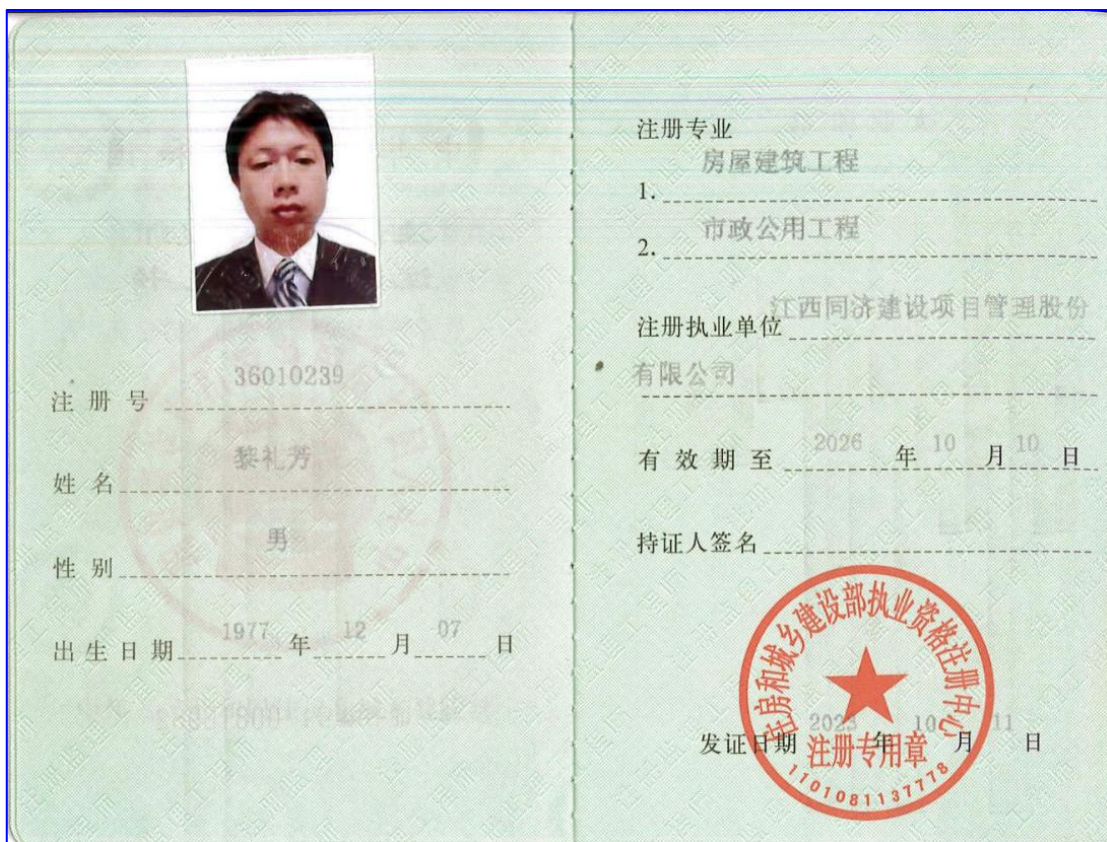 36010239
注册号
黎礼芳
姓名
男
性别
出生日期 1977 年 12 月 07 日
注册专业
房屋建筑工程
1.
市政公用工程
2.
江西同济建设项目管理股份
注册执业单位
有限公司
有效期至 2026 年 10 月 10 日
持证人签名
住房和城乡建设部执业资格注册中心
发证日期 2023 年 10 月 11 日
注册专用章
1101081137778